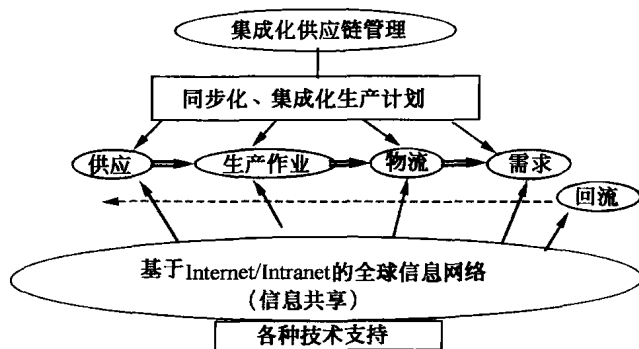 集成化供应链管理
同步化、集成化生产计划
供应
生产作业
物流
需求
回流
基于Internet/Intranet的全球信息网络
(信息共享)
各种技术支持